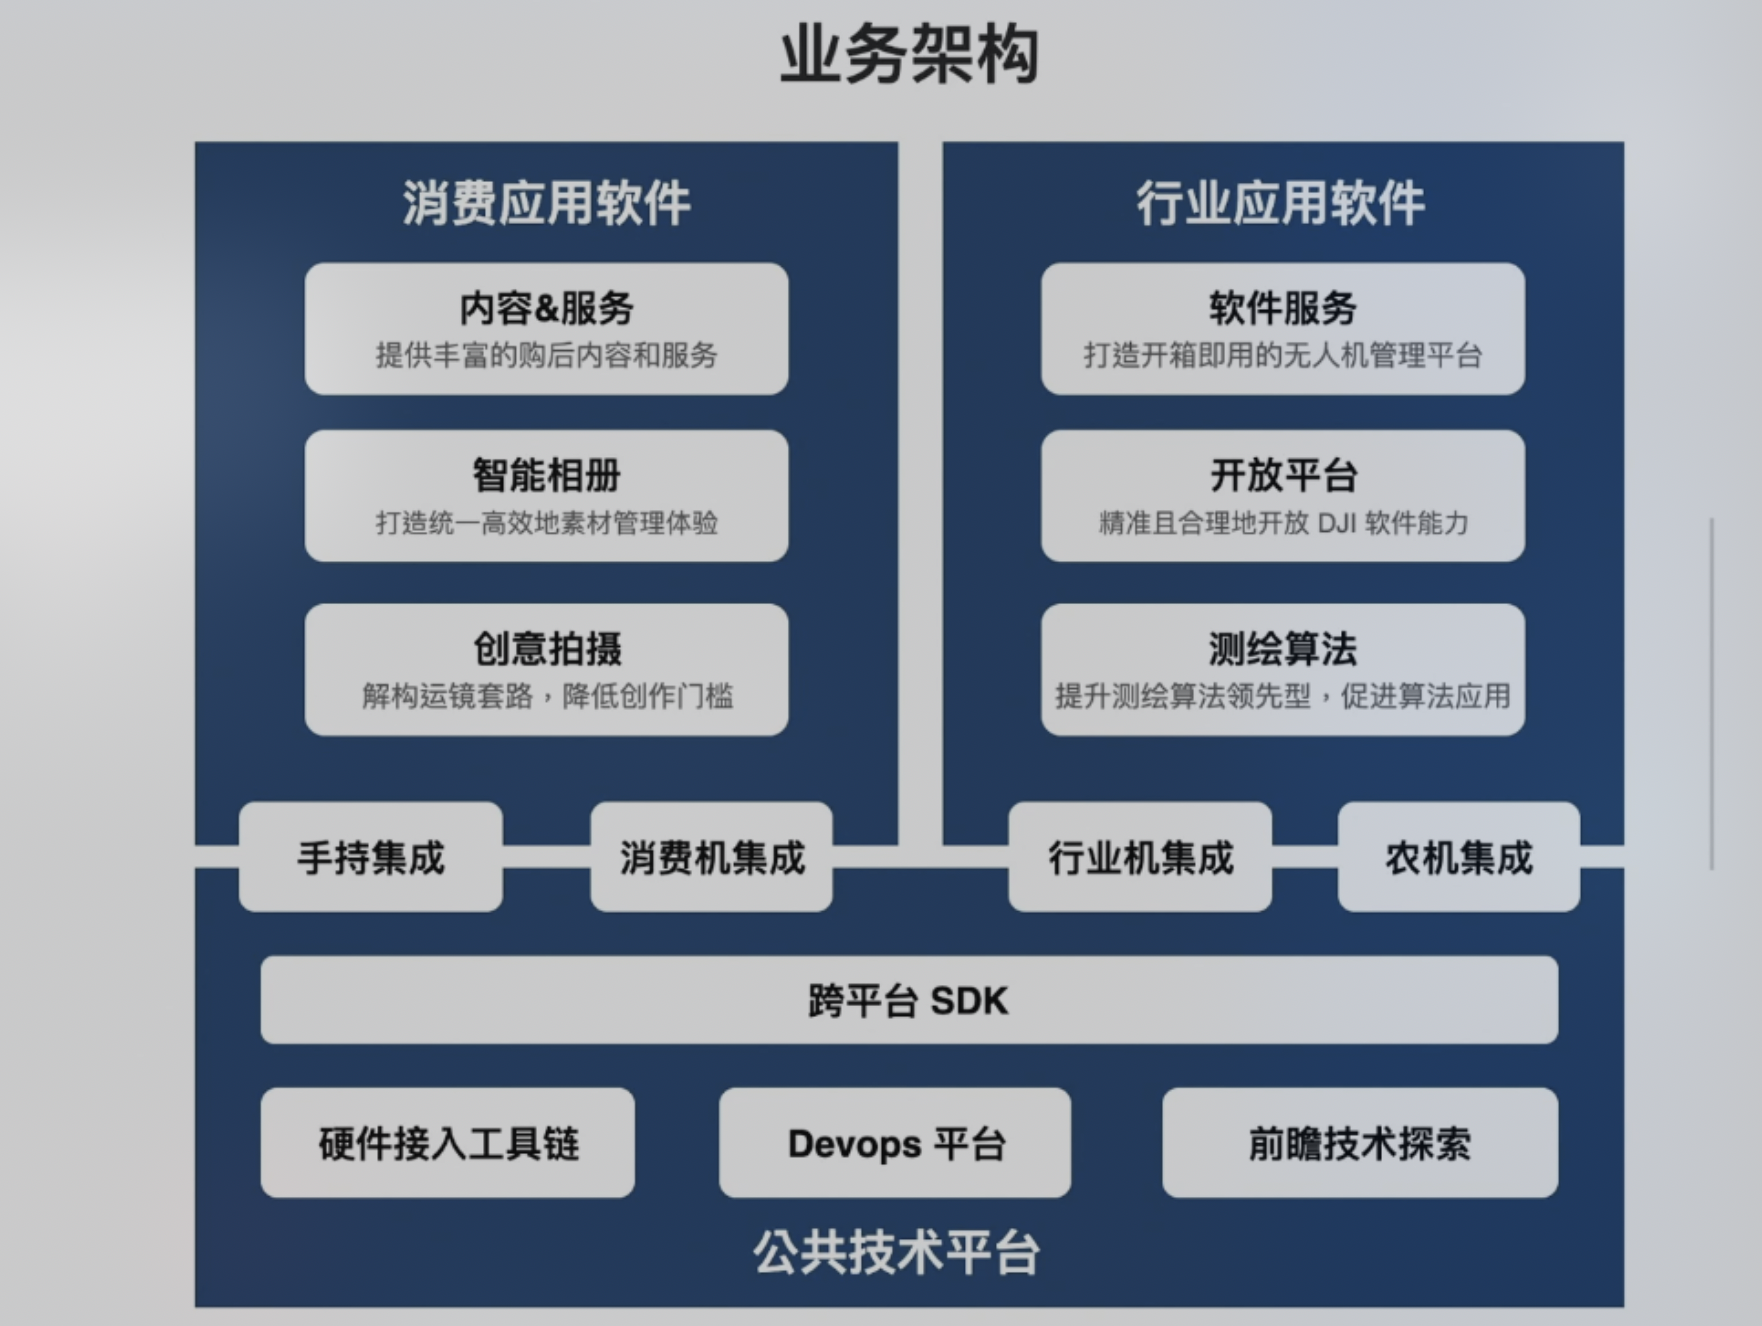 业务架构
消费应用软件
内容&服务
提供丰富的购后内容和服务
智能相册
打造统一高效地素材管理体验
创意拍摄
解构运镜套路，降低创作门槛
行业应用软件
软件服务
打造开箱即用的无人机管理平台
开放平台
精准且合理地开放 DJI 软件能力
测绘算法
提升测绘算法领先型，促进算法应用
手持集成
消费机集成
行业机集成
农机集成
跨平台 SDK
硬件接入工具链
Devops 平台
前瞻技术探索
公共技术平台